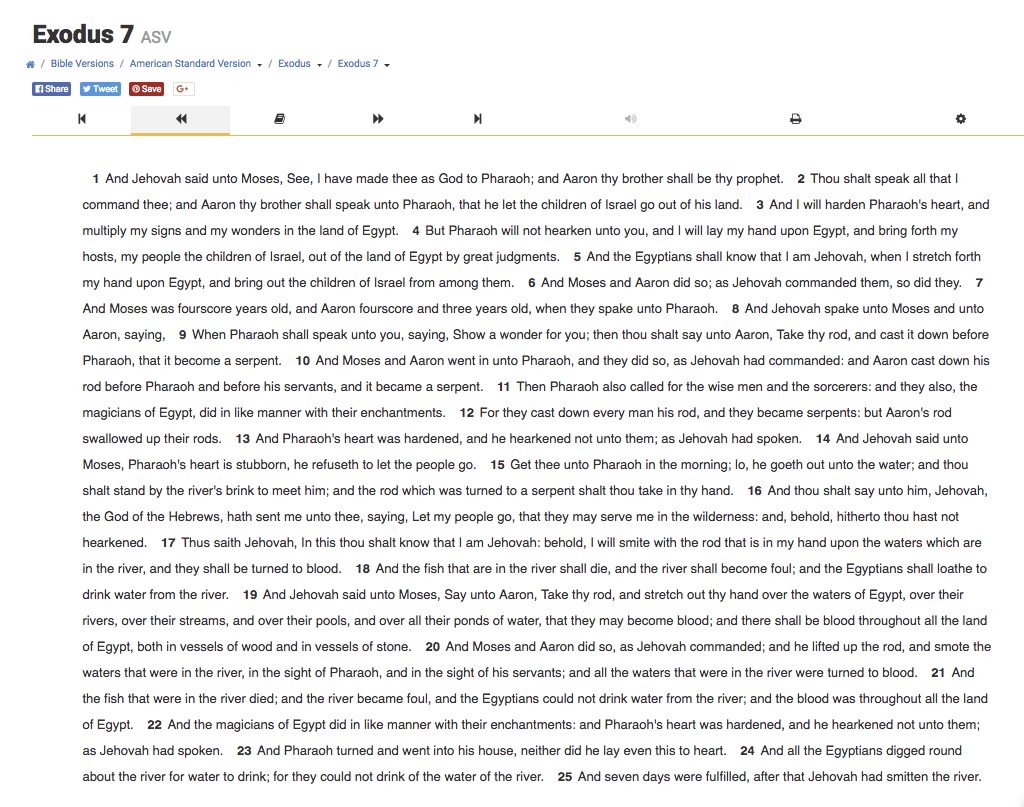 Exodus 7 ASV
/ Bible Versions / American Standard Version / Exodus / Exodus 7
Share Tweet Save G+
1 And Jehovah said unto Moses, See, I have made thee as God to Pharaoh; and Aaron thy brother shall be thy prophet. 2 Thou shalt speak all that I
command thee; and Aaron thy brother shall speak unto Pharaoh, that he let the children of Israel go out of his land. 3 And I will harden Pharaoh's heart, and
multiply my signs and my wonders in the land of Egypt. 4 But Pharaoh will not hearken unto you, and I will lay my hand upon Egypt, and bring forth my
hosts, my people the children of Israel, out of the land of Egypt by great judgments. 5 And the Egyptians shall know that I am Jehovah, when I stretch forth
my hand upon Egypt, and bring out the children of Israel from among them. 6 And Moses and Aaron did so; as Jehovah commanded them, so did they. 7
And Moses was fourscore years old, and Aaron fourscore and three years old, when they spake unto Pharaoh. 8 And Jehovah spake unto Moses and unto
Aaron, saying, 9 When Pharaoh shall speak unto you, saying, Show a wonder for you; then thou shalt say unto Aaron, Take thy rod, and cast it down before
Pharaoh, that it become a serpent. 10 And Moses and Aaron went in unto Pharaoh, and they did so, as Jehovah had commanded: and Aaron cast down his
rod before Pharaoh and before his servants, and it became a serpent. 11 Then Pharaoh also called for the wise men and the sorcerers: and they also, the
magicians of Egypt, did in like manner with their enchantments. 12 For they cast down every man his rod, and they became serpents: but Aaron's rod
swallowed up their rods. 13 And Pharaoh's heart was hardened, and he hearkened not unto them; as Jehovah had spoken. 14 And Jehovah said unto
Moses, Pharaoh's heart is stubborn, he refuseth to let the people go. 15 Get thee unto Pharaoh in the morning; lo, he goeth out unto the water; and thou
shalt stand by the river's brink to meet him; and the rod which was turned to a serpent shalt thou take in thy hand. 16 And thou shalt say unto him, Jehovah,
the God of the Hebrews, hath sent me unto thee, saying, Let my people go, that they may serve me in the wilderness: and, behold, hitherto thou hast not
hearkened. 17 Thus saith Jehovah, In this thou shalt know that I am Jehovah: behold, I will smite with the rod that is in my hand upon the waters which are
in the river, and they shall be turned to blood. 18 And the fish that are in the river shall die, and the river shall become foul; and the Egyptians shall loathe to
drink water from the river. 19 And Jehovah said unto Moses, Say unto Aaron, Take thy rod, and stretch out thy hand over the waters of Egypt, over their
rivers, over their streams, and over their pools, and over all their ponds of water, that they may become blood; and there shall be blood throughout all the land
of Egypt, both in vessels of wood and in vessels of stone. 20 And Moses and Aaron did so, as Jehovah commanded; and he lifted up the rod, and smote the
waters that were in the river, in the sight of Pharaoh, and in the sight of his servants; and all the waters that were in the river were turned to blood. 21 And
the fish that were in the river died; and the river became foul, and the Egyptians could not drink water from the river; and the blood was throughout all the land
of Egypt. 22 And the magicians of Egypt did in like manner with their enchantments: and Pharaoh's heart was hardened, and he hearkened not unto them;
as Jehovah had spoken. 23 And Pharaoh turned and went into his house, neither did he lay even this to heart. 24 And all the Egyptians digged round
about the river for water to drink; for they could not drink of the water of the river. 25 And seven days were fulfilled, after that Jehovah had smitten the river.